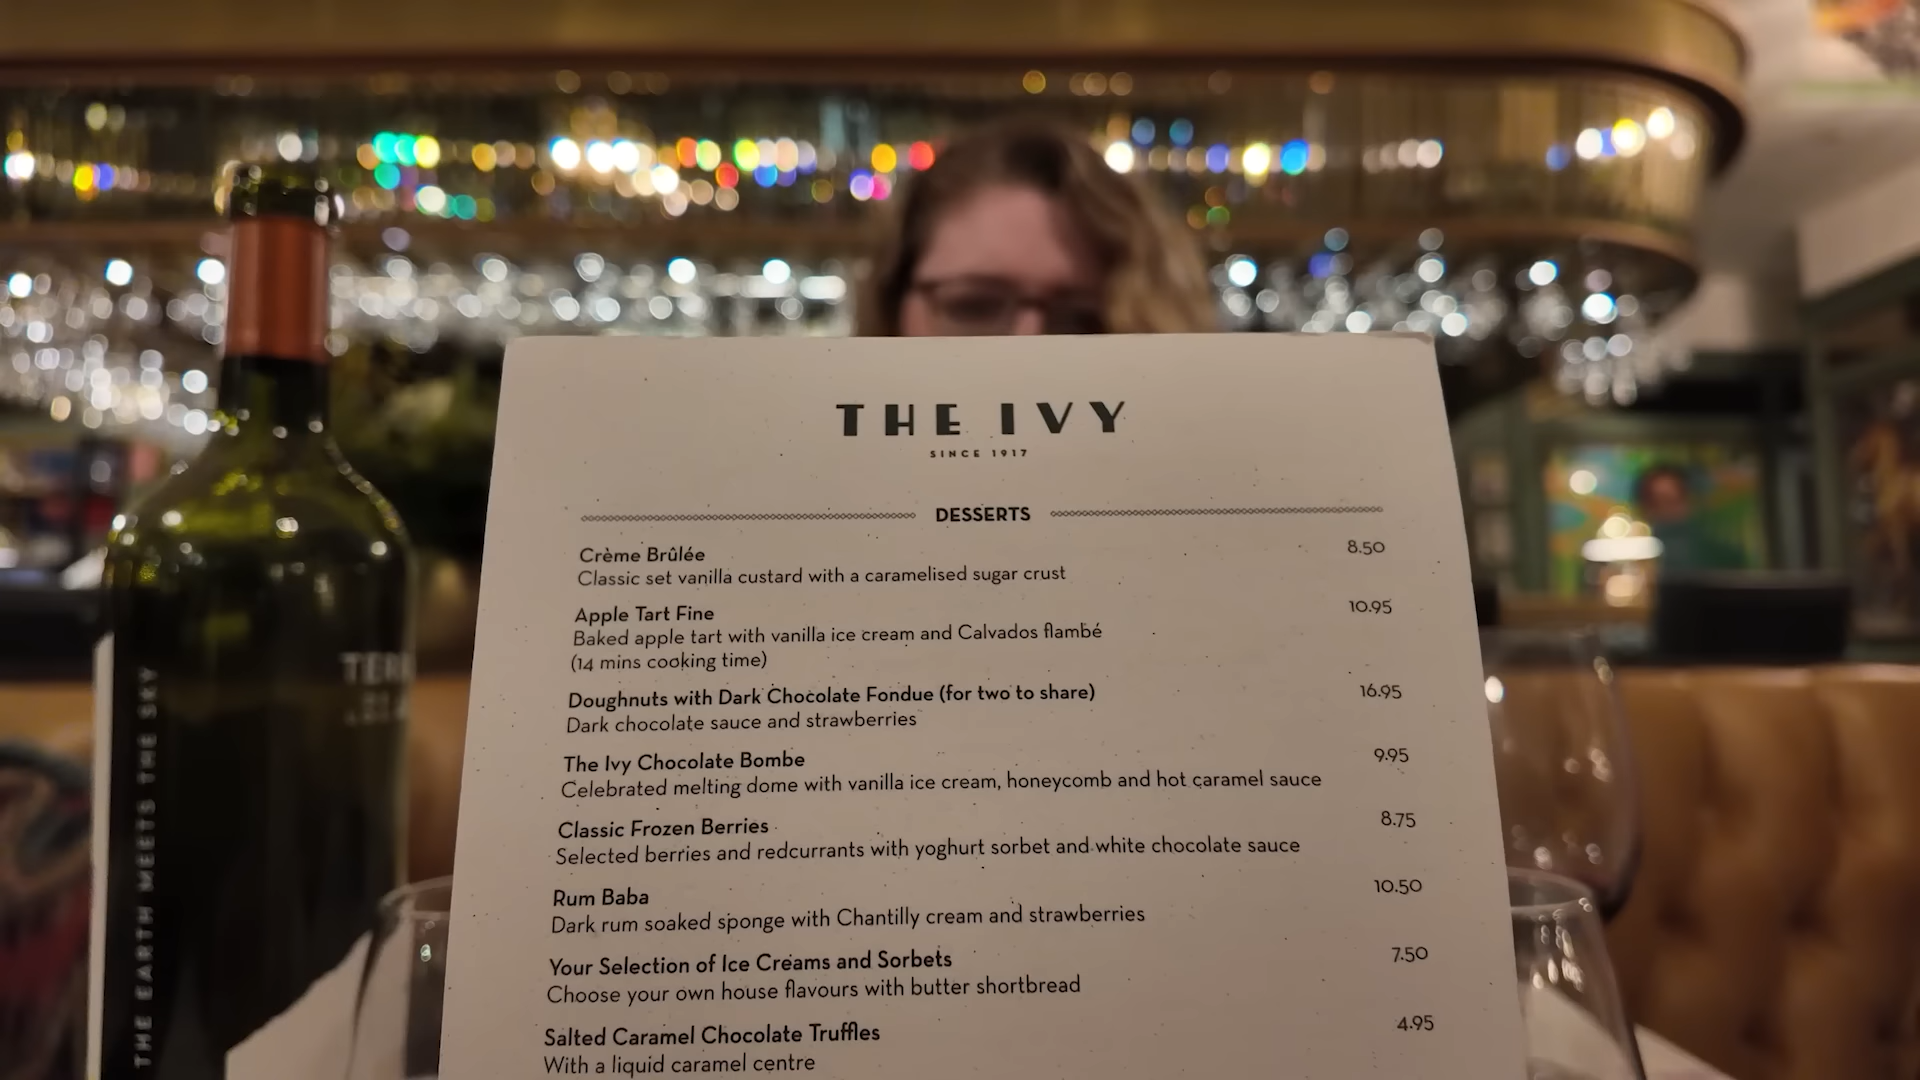 THE IVY
SINCE 1917
DESSERTS
Crème Brûlée 8.50
Classic set vanilla custard with a caramelised sugar crust
Apple Tart Fine 10.95
Baked apple tart with vanilla ice cream and Calvados flambé
(14 mins cooking time)
Doughnuts with Dark Chocolate Fondue (for two to share) 16.95
Dark chocolate sauce and strawberries
The Ivy Chocolate Bombe 9.95
Celebrated melting dome with vanilla ice cream, honeycomb and hot caramel sauce
Classic Frozen Berries 8.75
Selected berries and redcurrants with yoghurt sorbet and white chocolate sauce
Rum Baba 10.50
Dark rum soaked sponge with Chantilly cream and strawberries
Your Selection of Ice Creams and Sorbets 7.50
Choose your own house flavours with butter shortbread
Salted Caramel Chocolate Truffles 4.95
With a liquid caramel centre
THE EARTH MEETS THE SKY